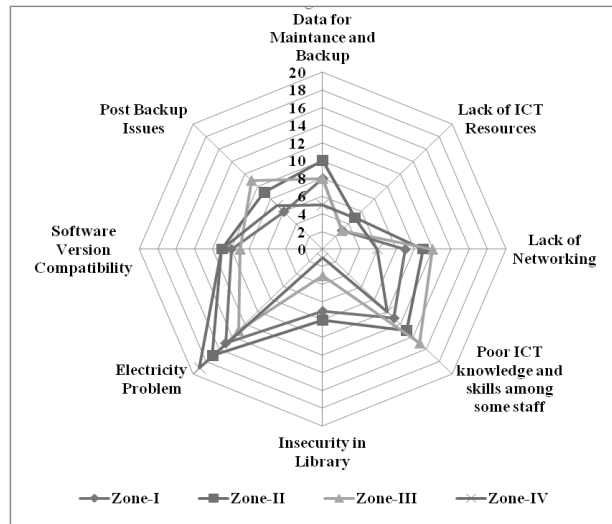 Data for
Maintance and
Backup
20
18
16
14
12
10
8
6
4
2
0
Lack of ICT
Resources
Lack of
Networking
Poor ICT
knowledge and
skills among
some staff
Insecurity in
Library
Electricity
Problem
Software
Version
Compatibility
Post Backup
Issues
Zone-I
Zone-II
Zone-III
Zone-IV